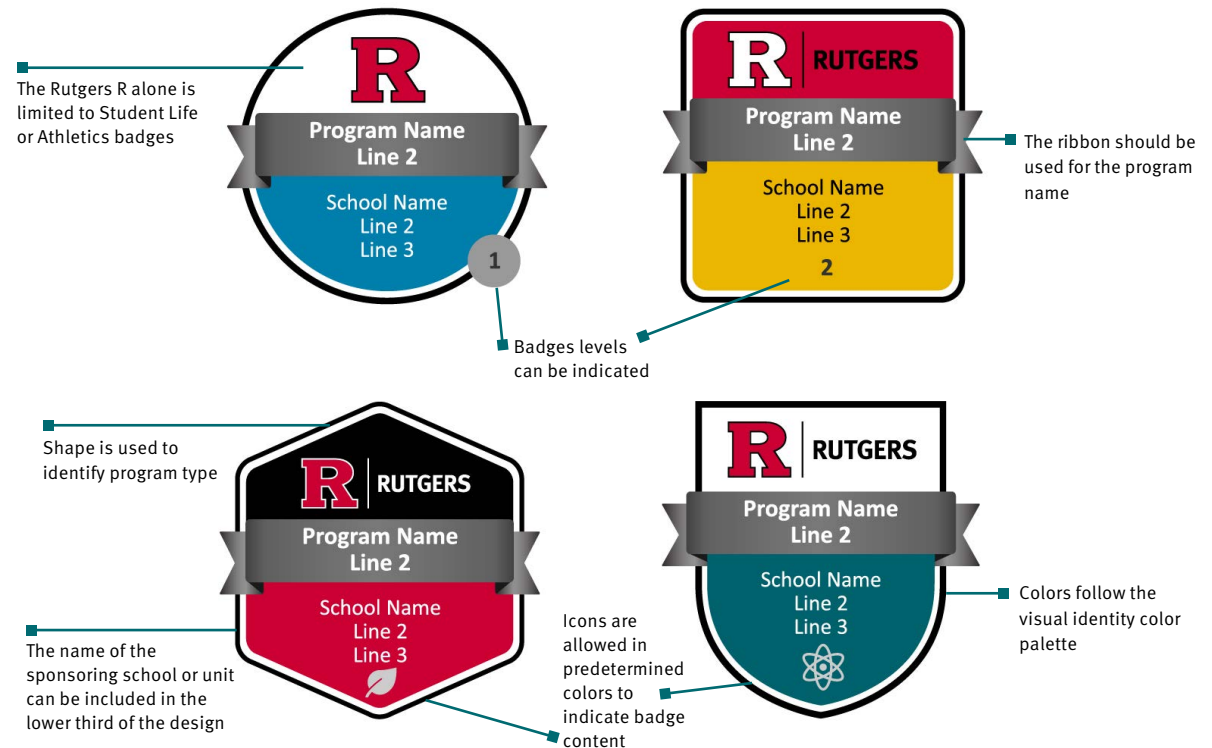 R
The Rutgers R alone is
limited to Student Life
or Athletics badges
Program Name
Line 2
School Name
Line 2
Line 3
1
R RUTGERS
Program Name
Line 2
School Name
Line 2
Line 3
2
The ribbon should be
used for the program
name
Badges levels
can be indicated
Shape is used to
identify program type
R RUTGERS
Program Name
Line 2
School Name
Line 2
Line 3
The name of the
sponsoring school or unit
can be included in the
lower third of the design
Icons are
allowed in
predetermined
colors to
indicate badge
content
R RUTGERS
Program Name
Line 2
School Name
Line 2
Line 3
Colors follow the
visual identity color
palette